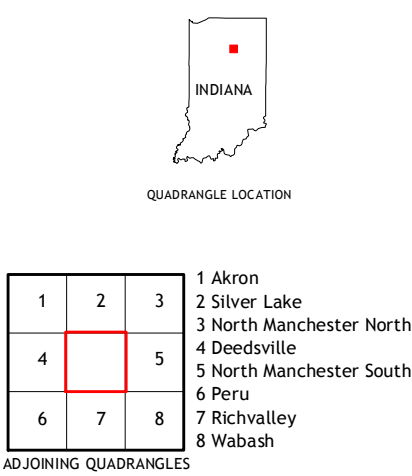 INDIANA
QUADRANGLE LOCATION
1 2 3
4 5
6 7 8
1 Akron
2 Silver Lake
3 North Manchester North
4 Deedsville
5 North Manchester South
6 Peru
7 Richvalley
8 Wabash
ADJOINING QUADRANGLES